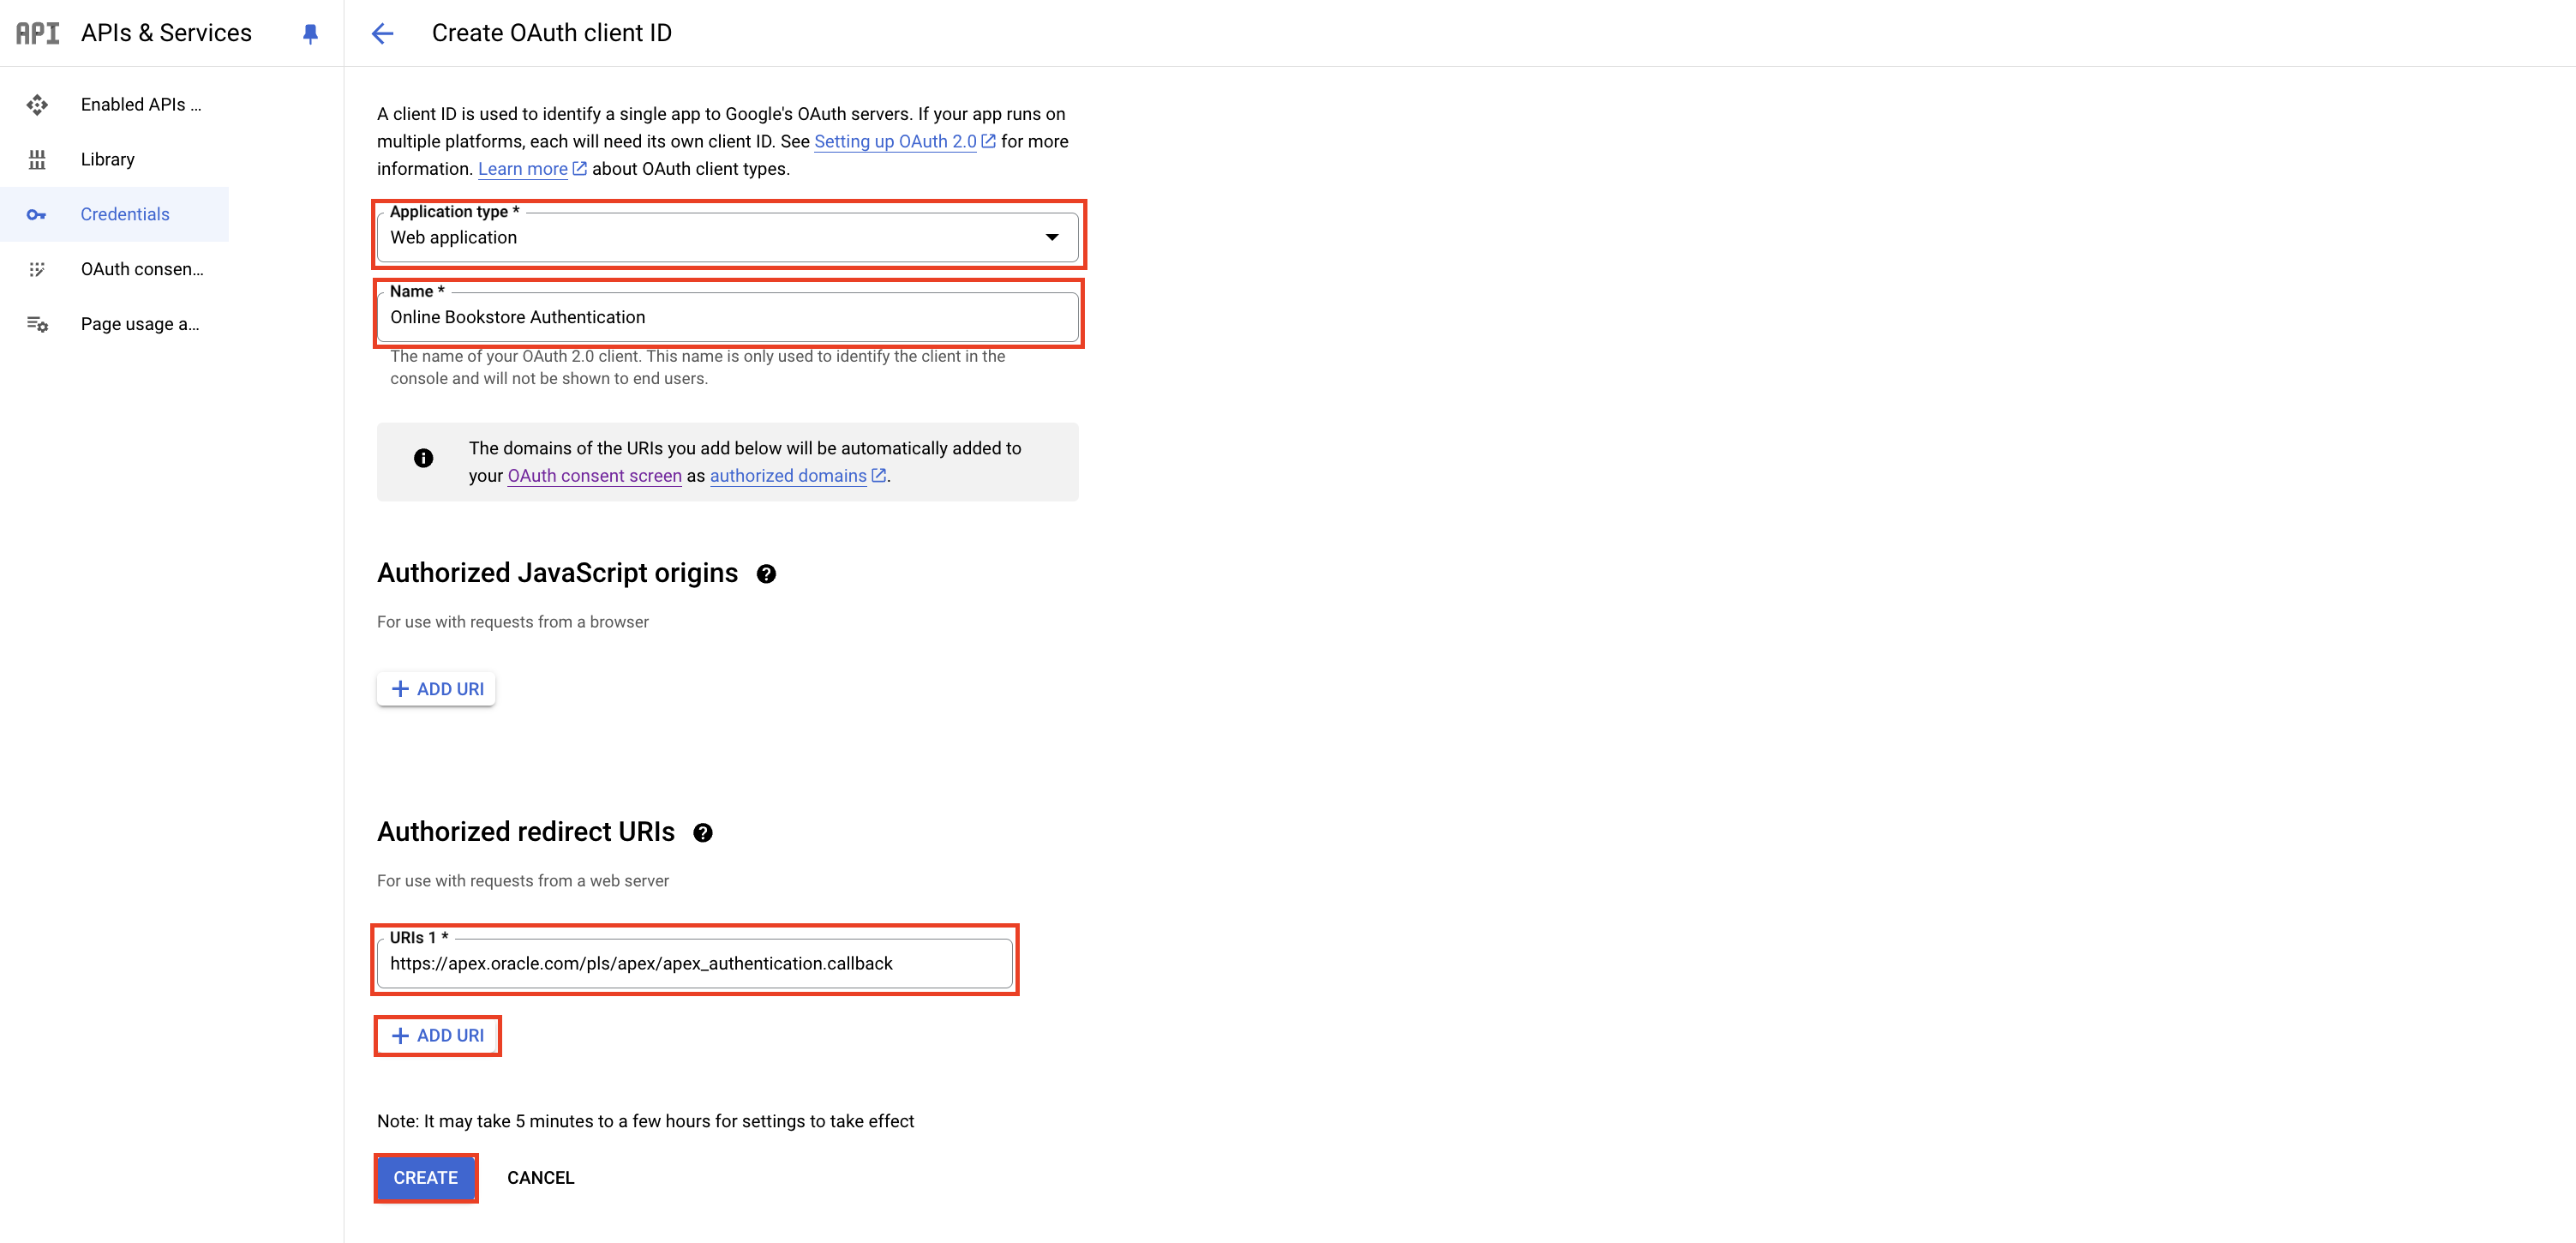 API APIs & Services
Create OAuth client ID
Enabled APIs ...
Library
Credentials
OAuth consen...
Page usage a...
A client ID is used to identify a single app to Google's OAuth servers. If your app runs on
multiple platforms, each will need its own client ID. See Setting up OAuth 2.0 for more
information. Learn more about OAuth client types.
Application type *
Web application
Name *
Online Bookstore Authentication
The name of your OAuth 2.0 client. This name is only used to identify the client in the
console and will not be shown to end users.
The domains of the URIs you add below will be automatically added to
your OAuth consent screen as authorized domains.
Authorized JavaScript origins
For use with requests from a browser
+ ADD URI
Authorized redirect URIs
For use with requests from a web server
URIs 1 *
https://apex.oracle.com/pls/apex/apex_authentication.callback
+ ADD URI
Note: It may take 5 minutes to a few hours for settings to take effect
CREATE
CANCEL